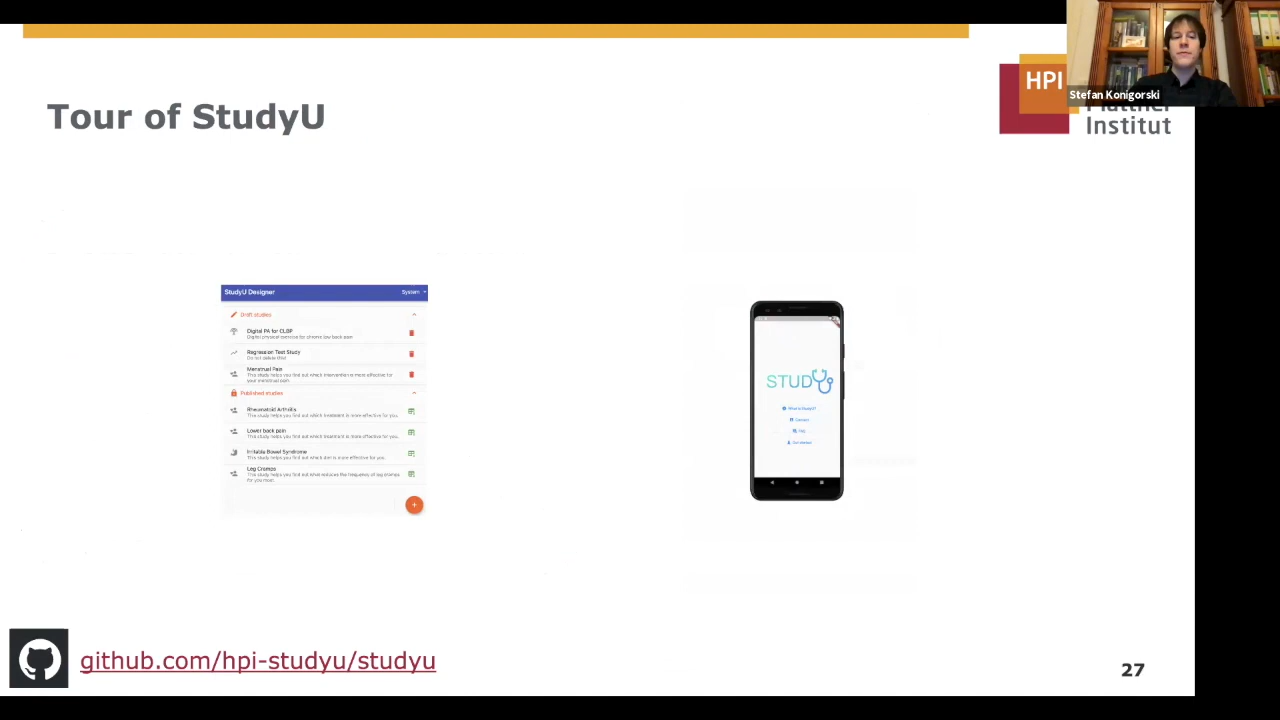 HPI
Stefan Konigorski
Institut
Tour of StudyU
StudyU Designer
System
Draft studies
Digital PA for CLBP
Digital physical exercise for chronic low back pain
Regression Test Study
Do not delete this!
Menstrual Pain
This study helps you find out which intervention is more effective for
your menstrual pain.
Published studies
Rheumatoid Arthritis
This study helps you find out which treatment is more effective for you.
Lower back pain
This study helps you find out which treatment is more effective for you.
Irritable Bowel Syndrome
This study helps you find out which diet is more effective for you.
Leg Cramps
This study helps you find out what reduces the frequency of leg cramps
for you most.
+
STUDYU
What is StudyU?
Contact
FAQ
Get started
github.com/hpi-studyu/studyu
27